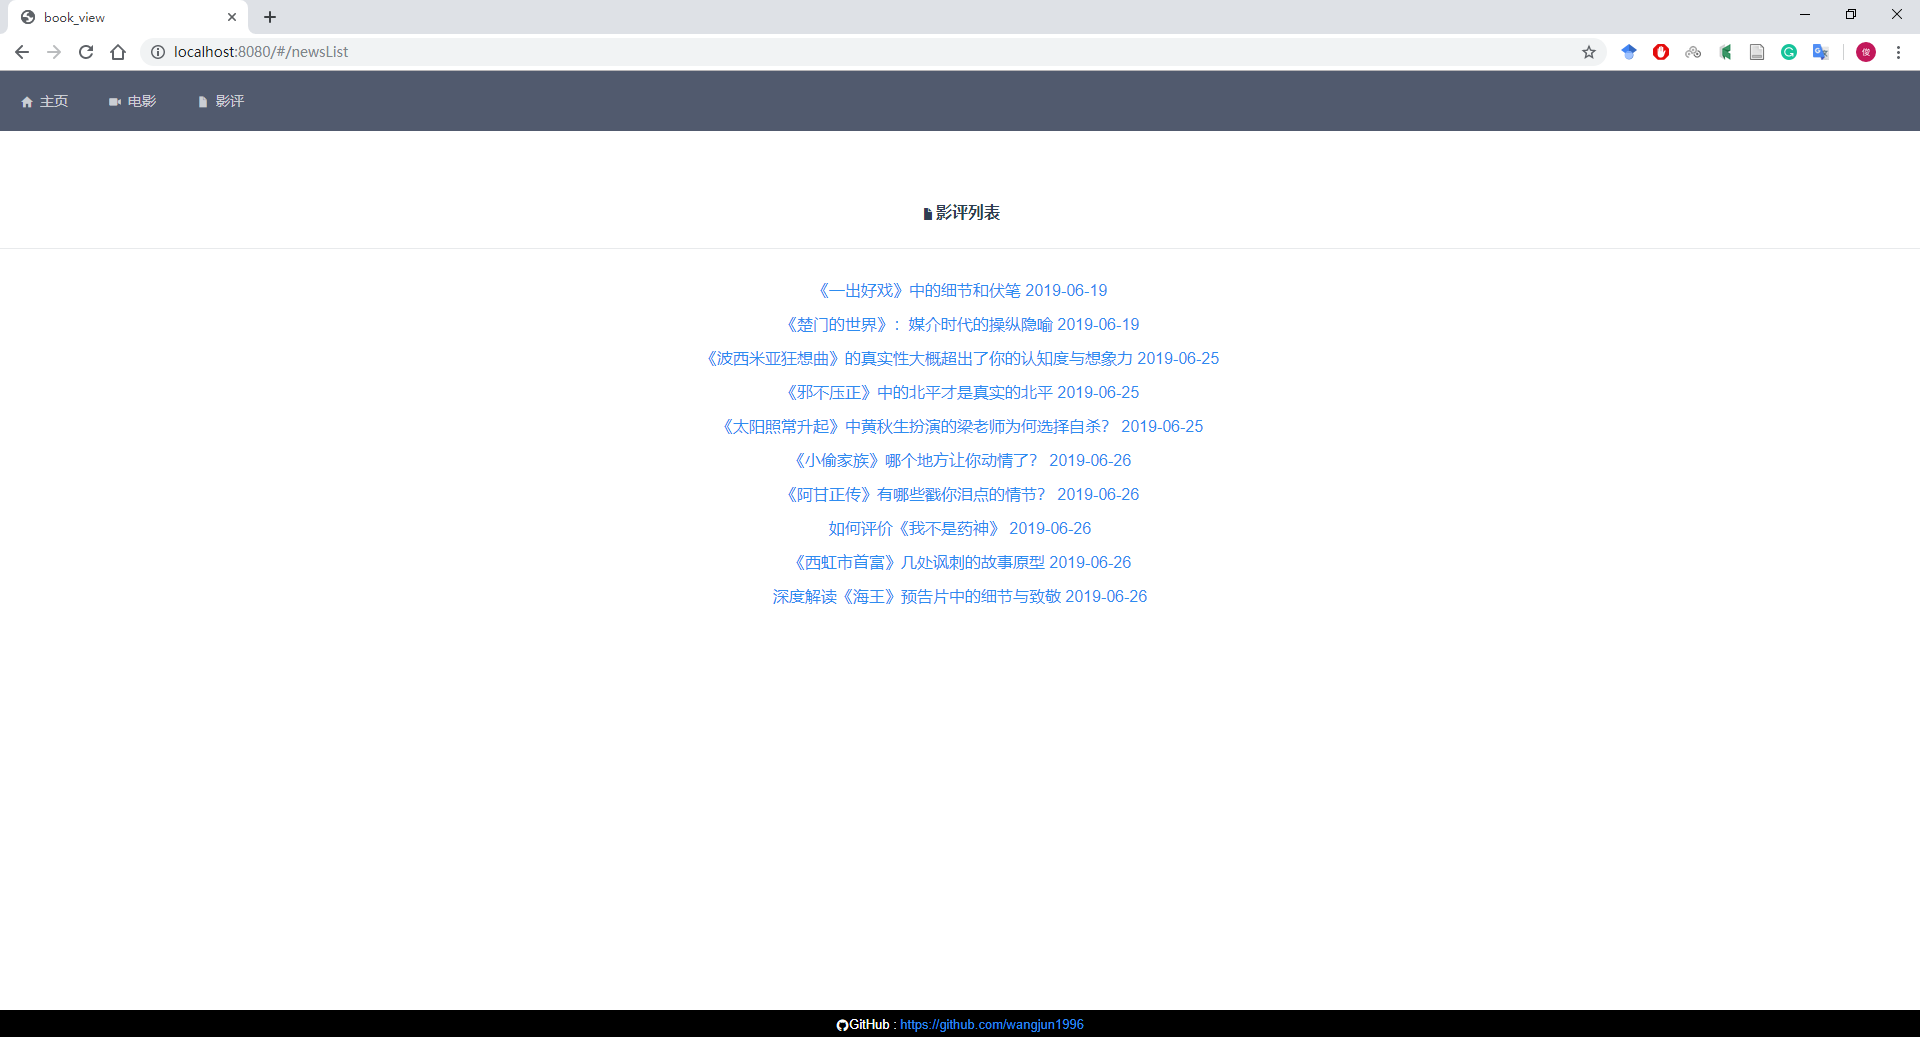 book_view
localhost:8080/#/newsList
俊
主页 电影 影评
影评列表
《一出好戏》中的细节和伏笔 2019-06-19
《楚门的世界》：媒介时代的操纵隐喻 2019-06-19
《波西米亚狂想曲》的真实性大概超出了你的认知度与想象力 2019-06-25
《邪不压正》中的北平才是真实的北平 2019-06-25
《太阳照常升起》中黄秋生扮演的梁老师为何选择自杀？ 2019-06-25
《小偷家族》哪个地方让你动情了？ 2019-06-26
《阿甘正传》有哪些戳你泪点的情节？ 2019-06-26
如何评价《我不是药神》 2019-06-26
《西虹市首富》几处讽刺的故事原型 2019-06-26
深度解读《海王》预告片中的细节与致敬 2019-06-26
GitHub : https://github.com/wangjun1996